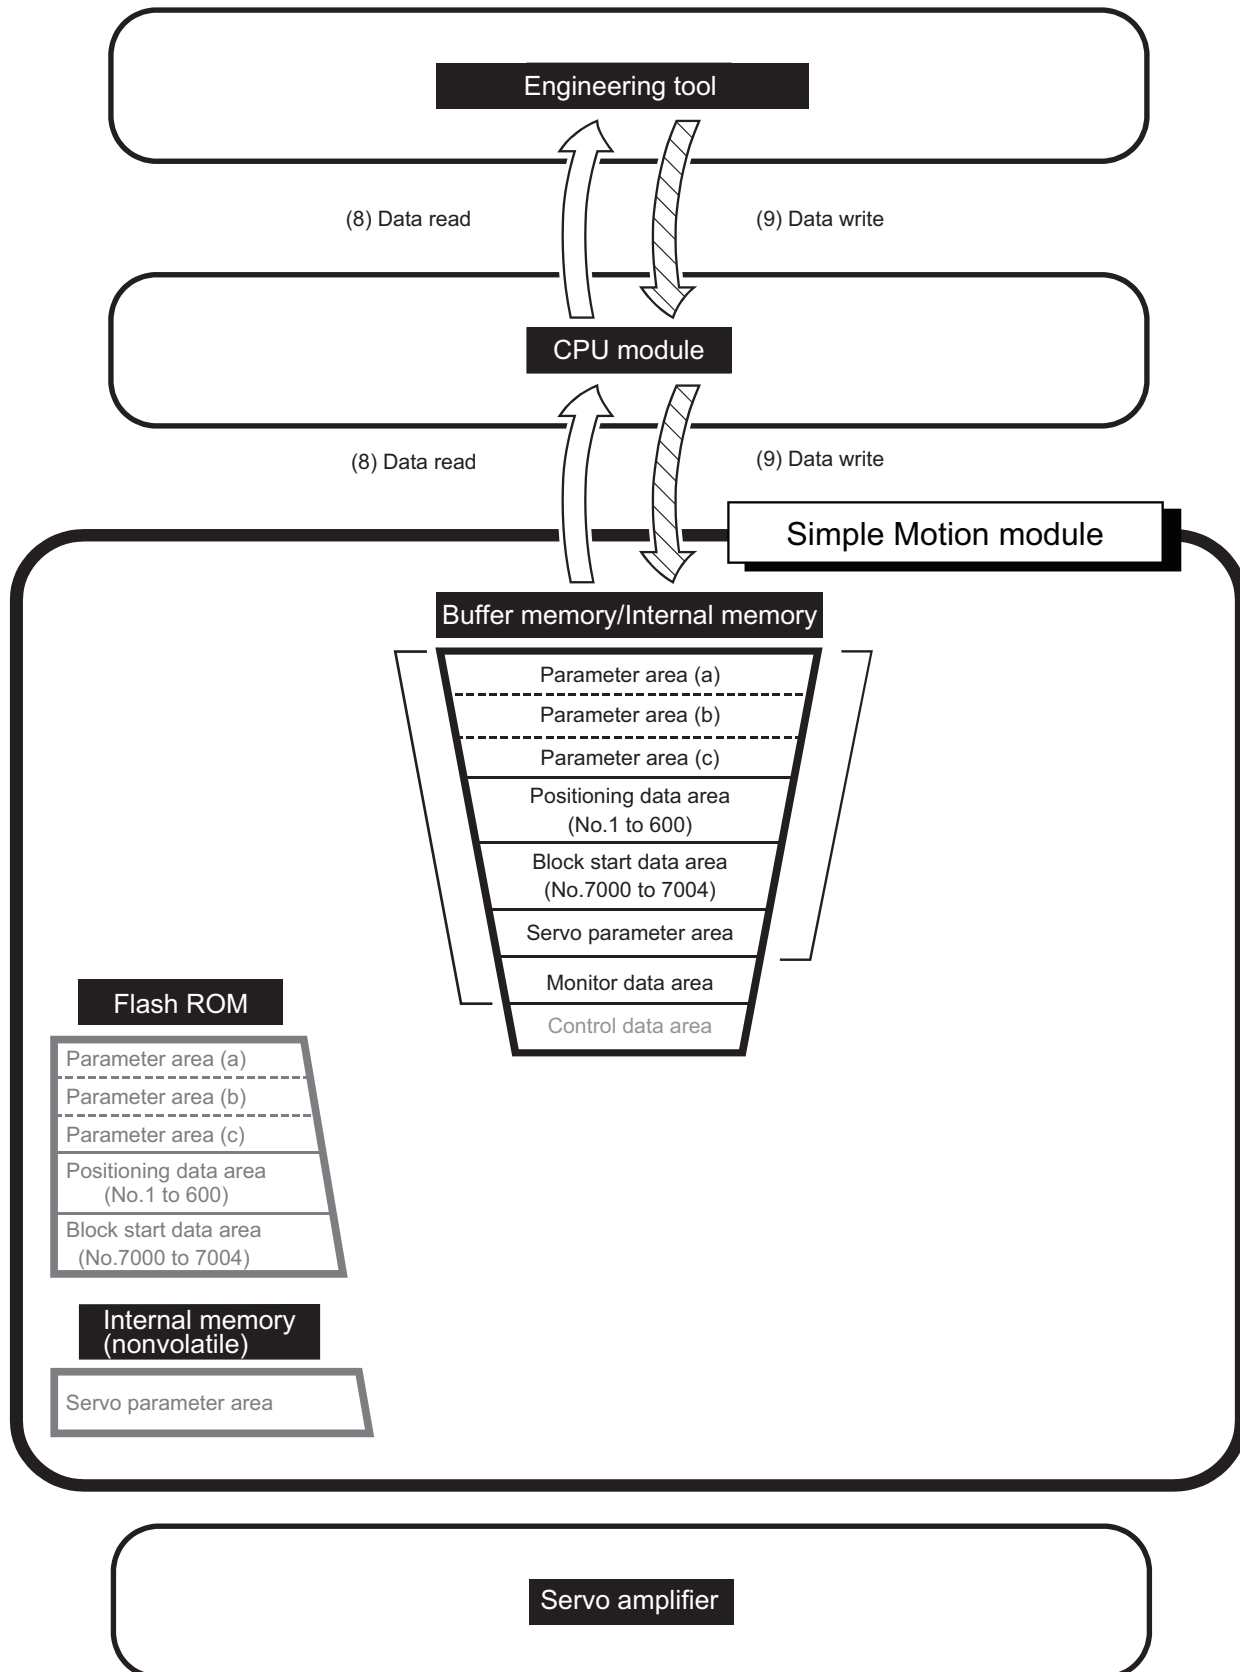 Engineering tool
(8) Data read
(9) Data write
CPU module
(8) Data read
(9) Data write
Simple Motion module
Buffer memory/Internal memory
Parameter area (a)
Parameter area (b)
Parameter area (c)
Positioning data area
(No.1 to 600)
Block start data area
(No.7000 to 7004)
Servo parameter area
Monitor data area
Control data area
Flash ROM
Parameter area (a)
Parameter area (b)
Parameter area (c)
Positioning data area
(No.1 to 600)
Block start data area
(No.7000 to 7004)
Internal memory
(nonvolatile)
Servo parameter area
Servo amplifier